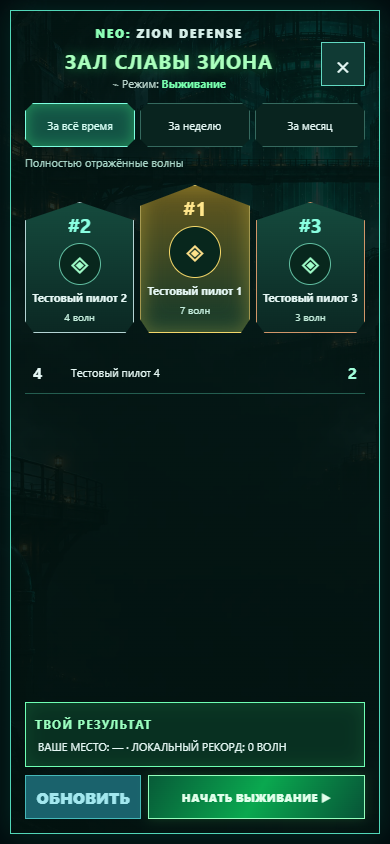 NEO: ZION DEFENSE
ЗАЛ СЛАВЫ ЗИОНА
~ Режим: Выживание
×
За всё время
За неделю
За месяц
Полностью отражённые волны
#2
Тестовый пилот 2
4 волн
#1
Тестовый пилот 1
7 волн
#3
Тестовый пилот 3
3 волн
4 Тестовый пилот 4 2
ТВОЙ РЕЗУЛЬТАТ
ВАШЕ МЕСТО: — · ЛОКАЛЬНЫЙ РЕКОРД: 0 ВОЛН
ОБНОВИТЬ
НАЧАТЬ ВЫЖИВАНИЕ ▶